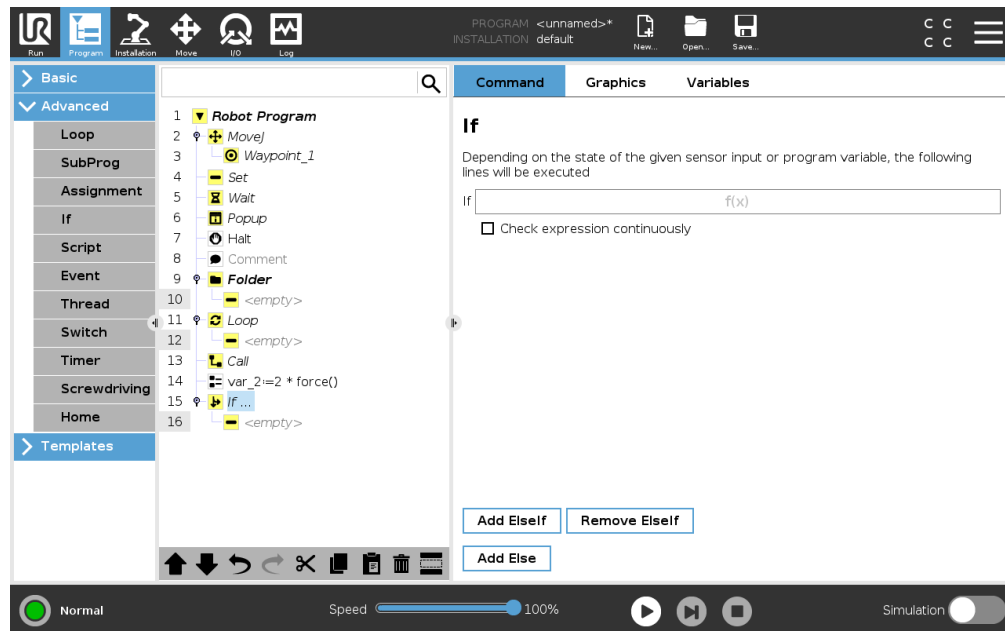 PROGRAM <unnamed>*
INSTALLATION default
UR
Run
Program
Installation
Move
I/O
Log
New...
Open...
Save...
C C
C C
Basic
Advanced
Loop
SubProg
Assignment
If
Script
Event
Thread
Switch
Timer
Screwdriving
Home
Templates
1 Robot Program
2 MoveJ
3 Waypoint_1
4 Set
5 Wait
6 Popup
7 Halt
8 Comment
9 Folder
10 <empty>
11 Loop
12 <empty>
13 Call
14 var_2:=2 * force()
15 If ...
16 <empty>
Command Graphics Variables
If
Depending on the state of the given sensor input or program variable, the following
lines will be executed
If f(x)
Check expression continuously
Add ElseIf Remove ElseIf
Add Else
Normal
Speed 100%
Simulation